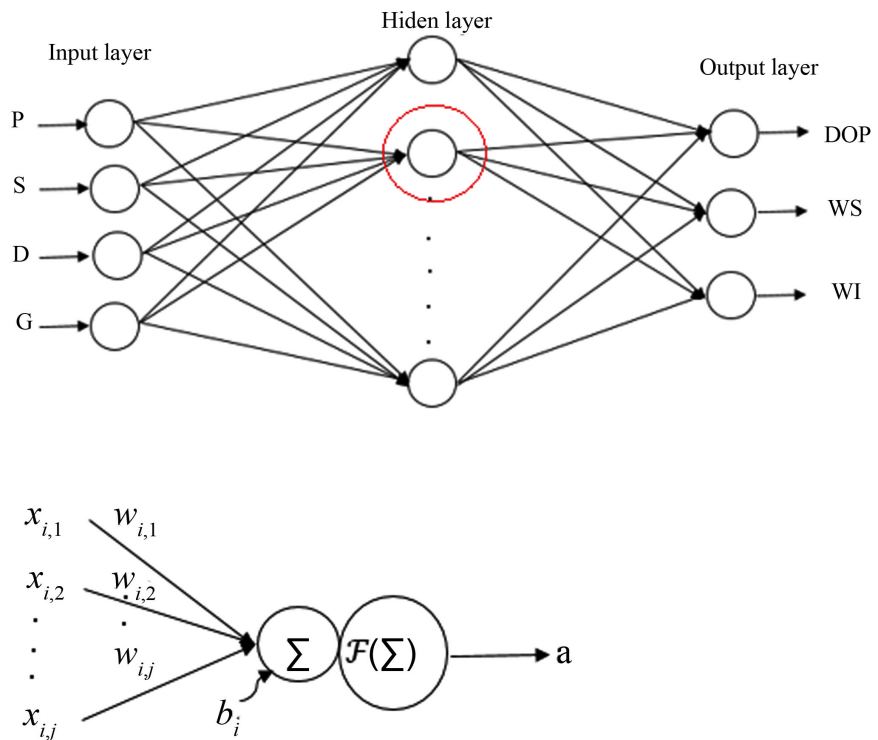 Hiden layer
Input layer
Output layer
P
DOP
S
WS
D
WI
G
x_{i,1} w_{i,1}
x_{i,2} w_{i,2}
Σ F(Σ) a
w_{i,j}
b_i
x_{i,j}